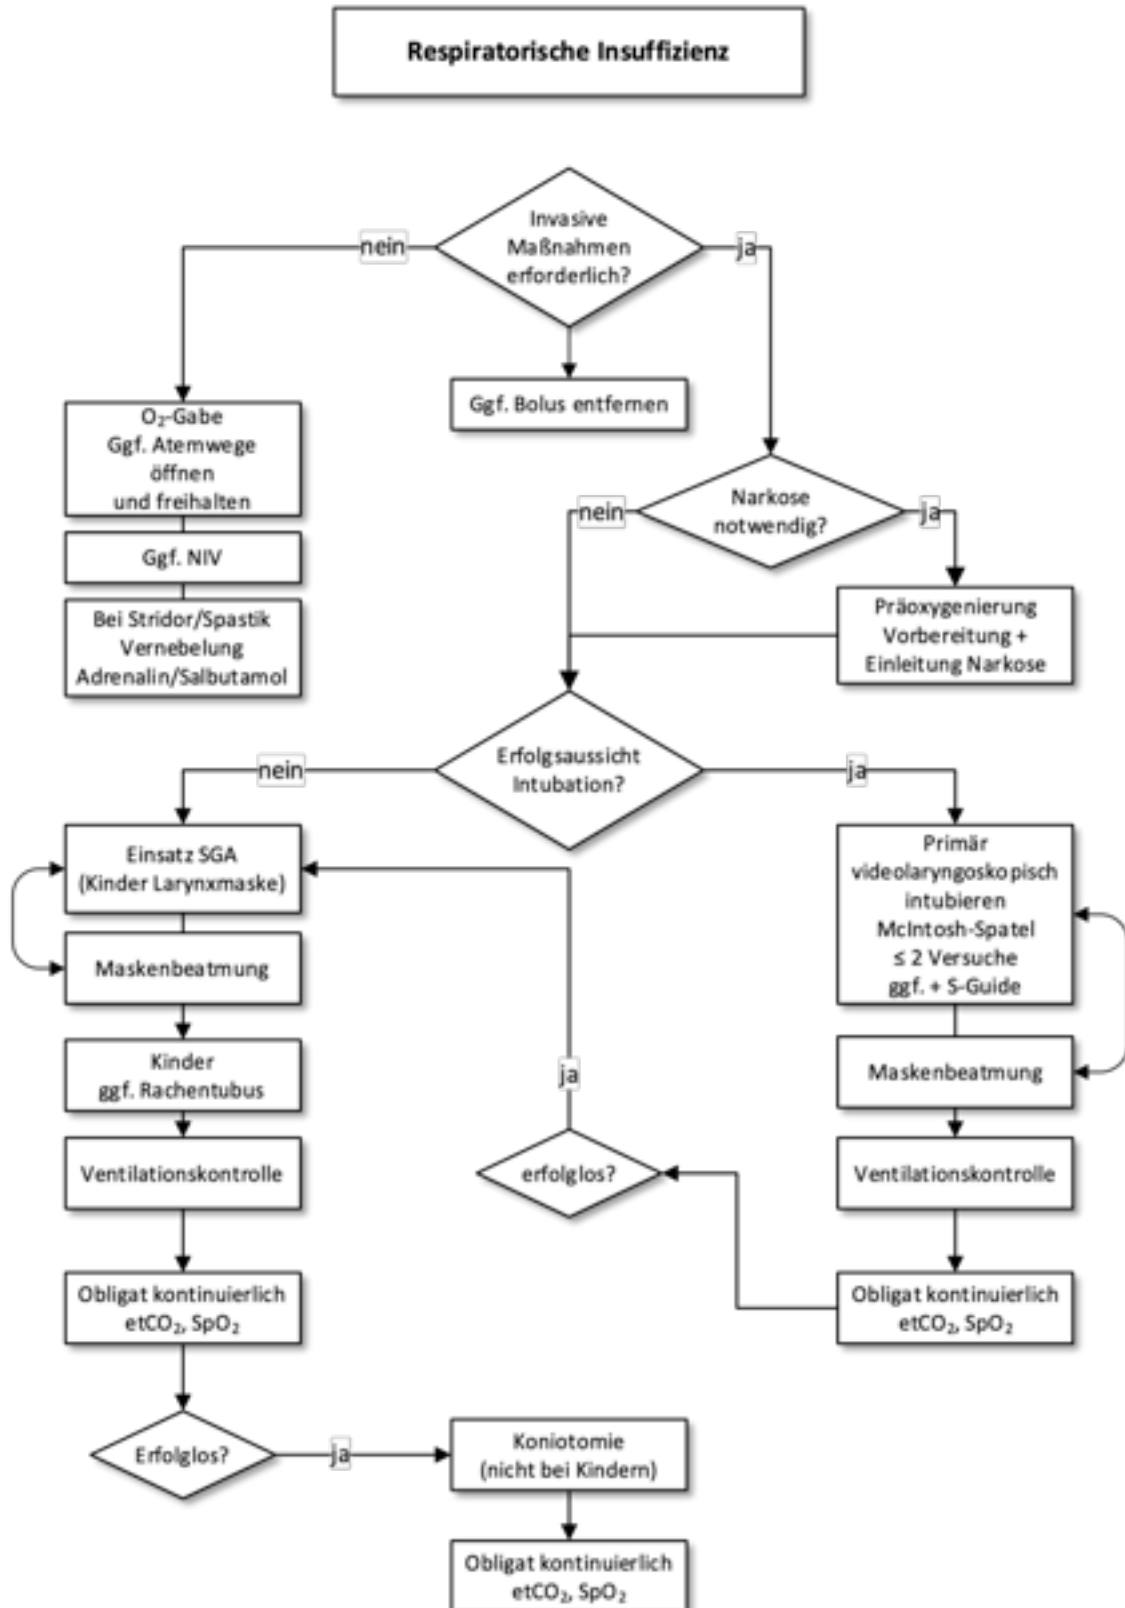 Respiratorische Insuffizienz
Invasive
Maßnahmen
erforderlich?
nein
ja
Ggf. Bolus entfernen
O₂-Gabe
Ggf. Atemwege
öffnen
und freihalten
Ggf. NIV
Bei Stridor/Spastik
Vernebelung
Adrenalin/Salbutamol
Narkose
notwendig?
nein
ja
Präoxygenierung
Vorbereitung +
Einleitung Narkose
Erfolgsaussicht
Intubation?
nein
ja
Einsatz SGA
(Kinder Larynxmaske)
Maskenbeatmung
Kinder
ggf. Rachentubus
Ventilationskontrolle
Obligat kontinuierlich
etCO₂, SpO₂
Primär
videolaryngoskopisch
intubieren
McIntosh-Spatel
≤ 2 Versuche
ggf. + S-Guide
Maskenbeatmung
Ventilationskontrolle
Obligat kontinuierlich
etCO₂, SpO₂
erfolglos?
ja
Erfolglos?
ja
Koniotomie
(nicht bei Kindern)
Obligat kontinuierlich
etCO₂, SpO₂